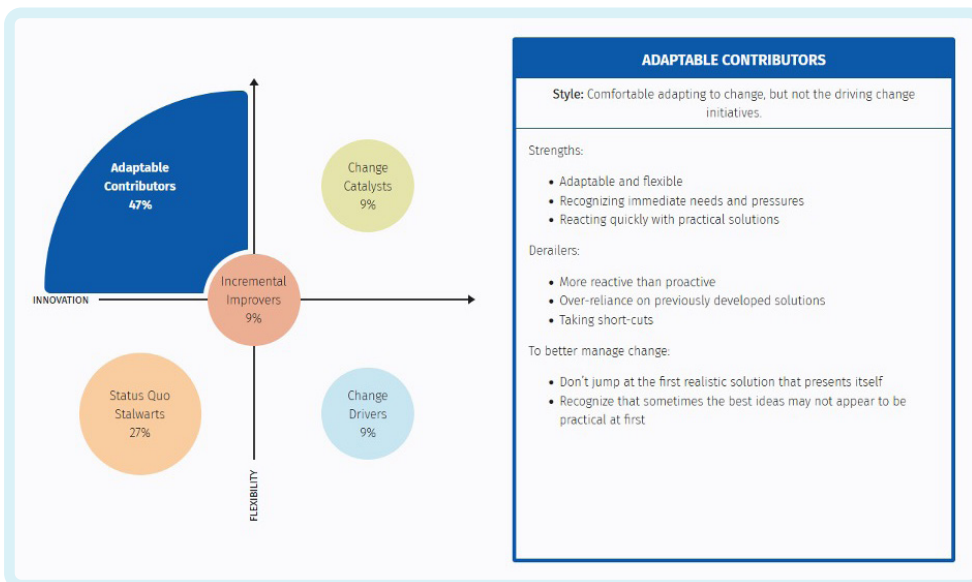 Adaptable
Contributors
47%
Change
Catalysts
9%
INNOVATION
Incremental
Improvers
9%
Status Quo
Stalwarts
27%
Change
Drivers
9%
FLEXIBILITY
ADAPTABLE CONTRIBUTORS
Style: Comfortable adapting to change, but not the driving change
initiatives.
Strengths:
• Adaptable and flexible
• Recognizing immediate needs and pressures
• Reacting quickly with practical solutions
Derailers:
• More reactive than proactive
• Over-reliance on previously developed solutions
• Taking short-cuts
To better manage change:
• Don't jump at the first realistic solution that presents itself
• Recognize that sometimes the best ideas may not appear to be
practical at first